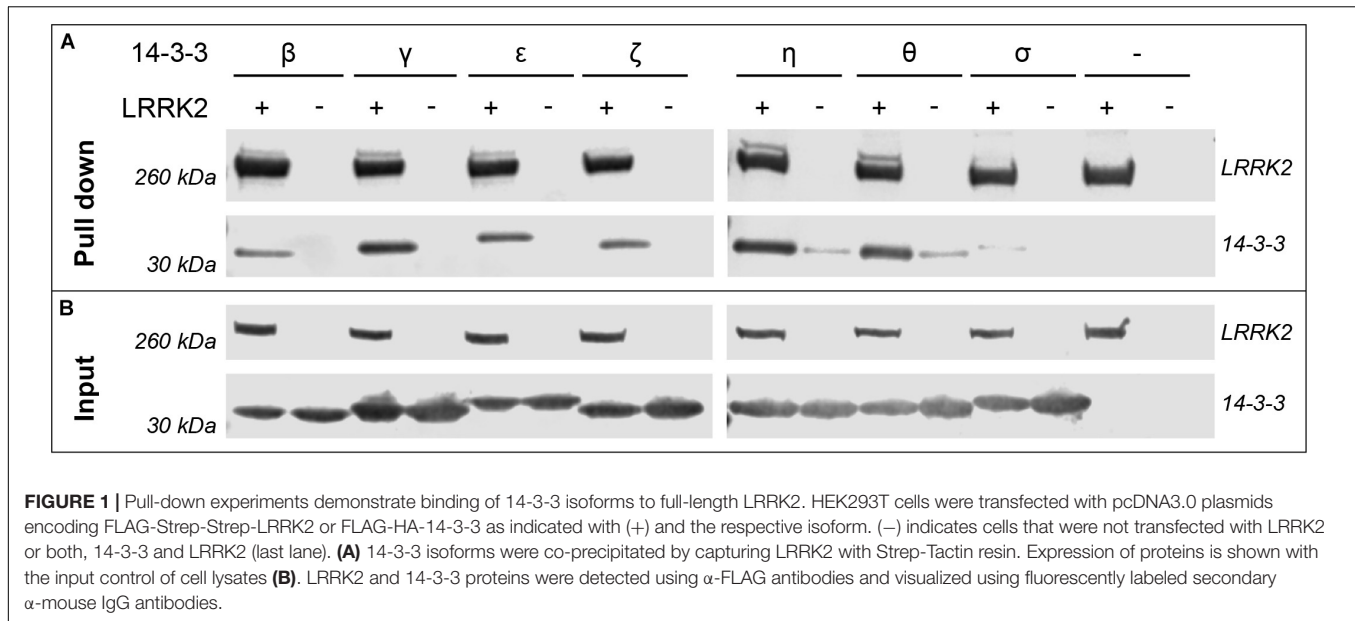 A
14-3-3 β γ ε ζ η θ σ -
LRRK2 + - + - + - + - + - + - + - + -
Pull down
260 kDa LRRK2
30 kDa 14-3-3
B
Input
260 kDa LRRK2
30 kDa 14-3-3
FIGURE 1 | Pull-down experiments demonstrate binding of 14-3-3 isoforms to full-length LRRK2. HEK293T cells were transfected with pcDNA3.0 plasmids
encoding FLAG-Strep-Strep-LRRK2 or FLAG-HA-14-3-3 as indicated with (+) and the respective isoform. (−) indicates cells that were not transfected with LRRK2
or both, 14-3-3 and LRRK2 (last lane). (A) 14-3-3 isoforms were co-precipitated by capturing LRRK2 with Strep-Tactin resin. Expression of proteins is shown with
the input control of cell lysates (B). LRRK2 and 14-3-3 proteins were detected using α-FLAG antibodies and visualized using fluorescently labeled secondary
α-mouse IgG antibodies.